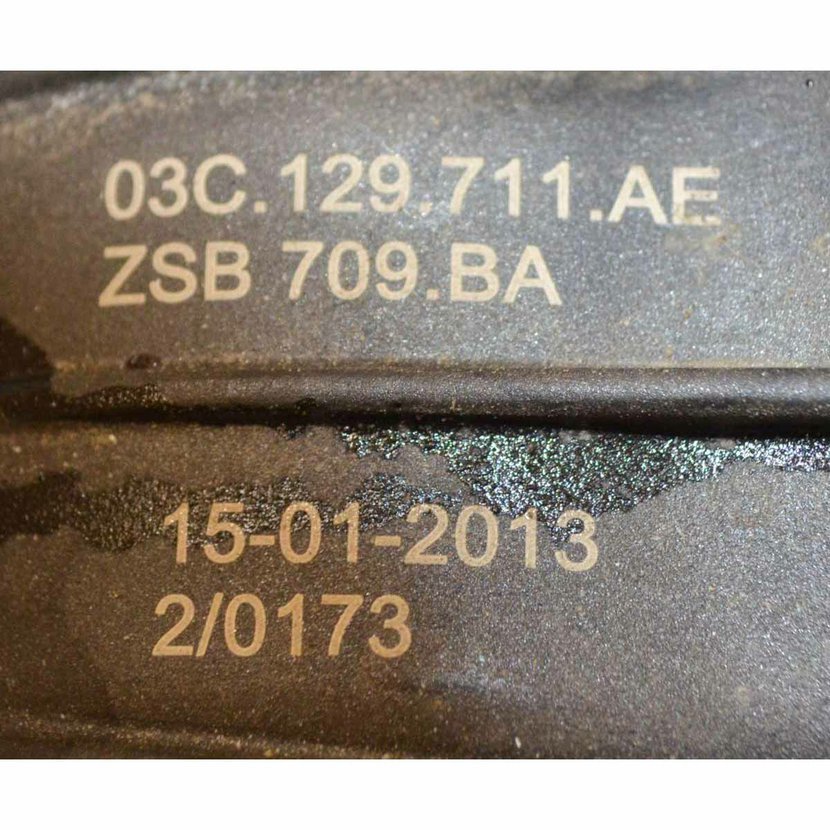 03C.129.711.AE
ZSB 709.BA
15-01-2013
2/0173